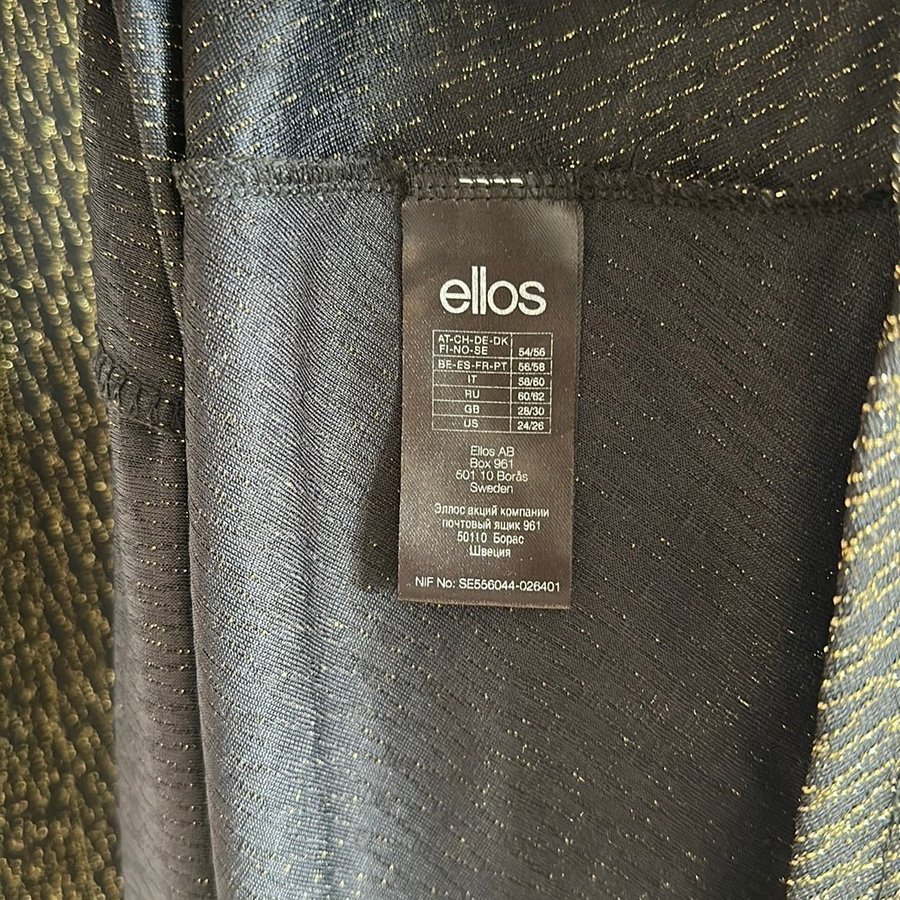 ellos
AT-CH-DE-DK
FI-NO-SE 54/56
BE-ES-FR-PT 56/58
IT 58/60
RU 60/62
GB 28/30
US 24/26
Ellos AB
Box 961
501 10 Borås
Sweden
Эллос акций компании
почтовый ящик 961
50110 Борас
Швеция
NIF No: SE556044-026401